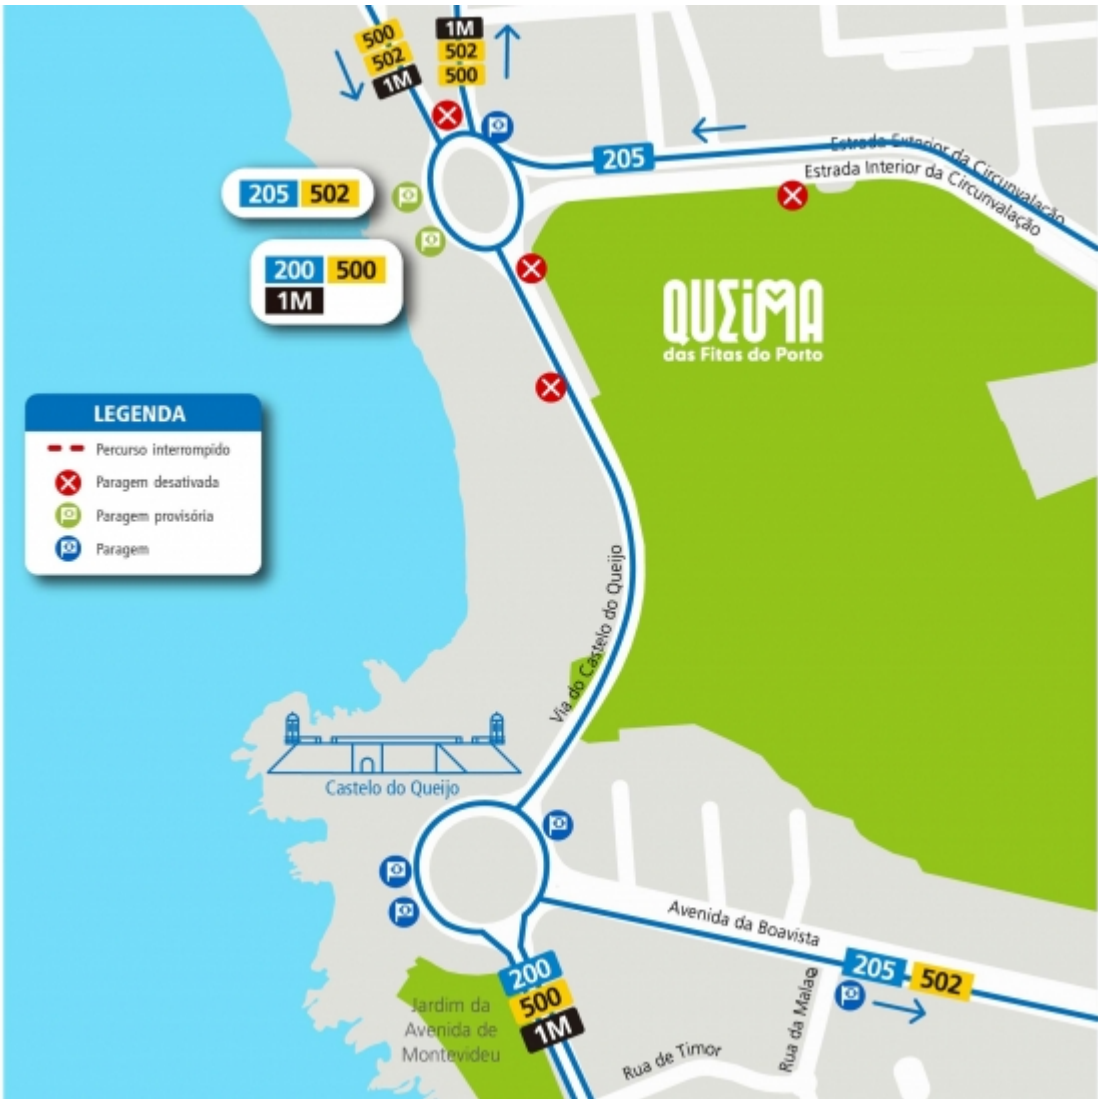 500
502
1M
1M
502
500
205
Estrada Exterior da Circunvalação
Estrada Interior da Circunvalação
205 502
200 500
1M
QUEIMA
das Fitas do Porto
LEGENDA
Percurso interrompido
Paragem desativada
Paragem provisória
Paragem
Via do Castelo do Queijo
Castelo do Queijo
Avenida da Boavista
205 502
200
500
1M
Jardim da
Avenida de
Montevideu
Rua da Malao
Rua de Timor